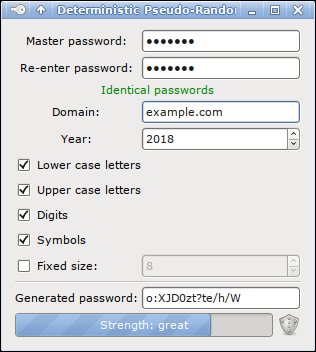 Deterministic Pseudo-Rando
Master password: •••••••
Re-enter password: •••••••
Identical passwords
Domain: example.com
Year: 2018
Lower case letters
Upper case letters
Digits
Symbols
Fixed size: 8
Generated password: o:XJD0zt?te/h/W
Strength: great